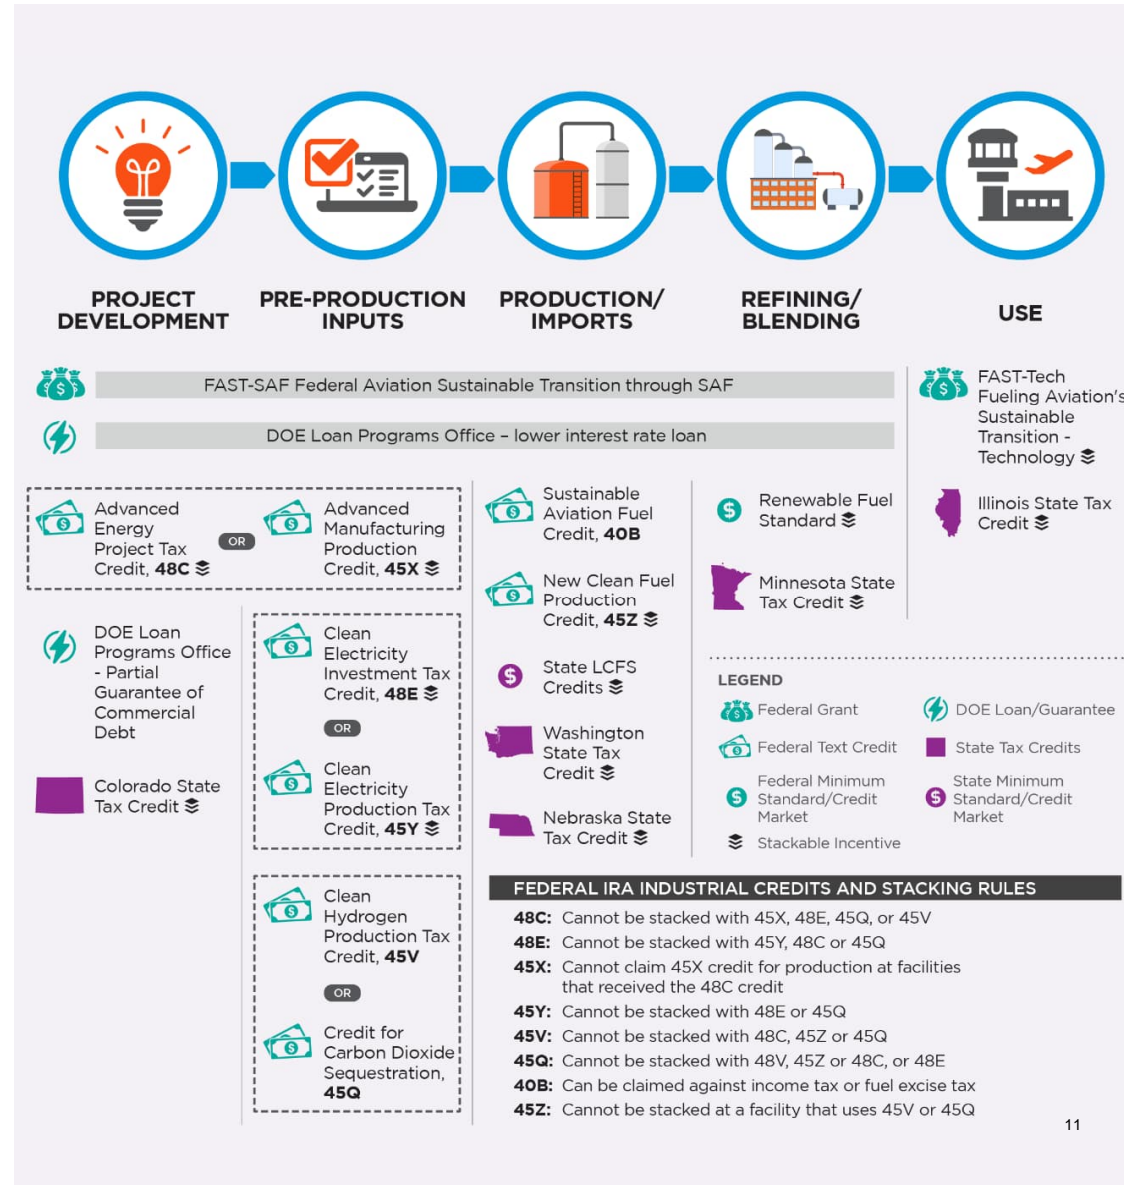 PROJECT
DEVELOPMENT
PRE-PRODUCTION
INPUTS
PRODUCTION/
IMPORTS
REFINING/
BLENDING
USE
FAST-SAF Federal Aviation Sustainable Transition through SAF
DOE Loan Programs Office – lower interest rate loan
FAST-Tech
Fueling Aviation's
Sustainable
Transition -
Technology
Illinois State Tax
Credit
Advanced
Energy
Project Tax
Credit, 48C
OR
Advanced
Manufacturing
Production
Credit, 45X
DOE Loan
Programs Office
- Partial
Guarantee of
Commercial
Debt
Colorado State
Tax Credit
Clean
Electricity
Investment Tax
Credit, 48E
OR
Clean
Electricity
Production Tax
Credit, 45Y
Clean
Hydrogen
Production Tax
Credit, 45V
OR
Credit for
Carbon Dioxide
Sequestration,
45Q
Sustainable
Aviation Fuel
Credit, 40B
New Clean Fuel
Production
Credit, 45Z
State LCFS
Credits
Washington
State Tax
Credit
Nebraska State
Tax Credit
Renewable Fuel
Standard
Minnesota State
Tax Credit
LEGEND
Federal Grant
DOE Loan/Guarantee
Federal Text Credit
State Tax Credits
Federal Minimum
Standard/Credit
Market
State Minimum
Standard/Credit
Market
Stackable Incentive
FEDERAL IRA INDUSTRIAL CREDITS AND STACKING RULES
48C: Cannot be stacked with 45X, 48E, 45Q, or 45V
48E: Cannot be stacked with 45Y, 48C or 45Q
45X: Cannot claim 45X credit for production at facilities
that received the 48C credit
45Y: Cannot be stacked with 48E or 45Q
45V: Cannot be stacked with 48C, 45Z or 45Q
45Q: Cannot be stacked with 48V, 45Z or 48C, or 48E
40B: Can be claimed against income tax or fuel excise tax
45Z: Cannot be stacked at a facility that uses 45V or 45Q
11